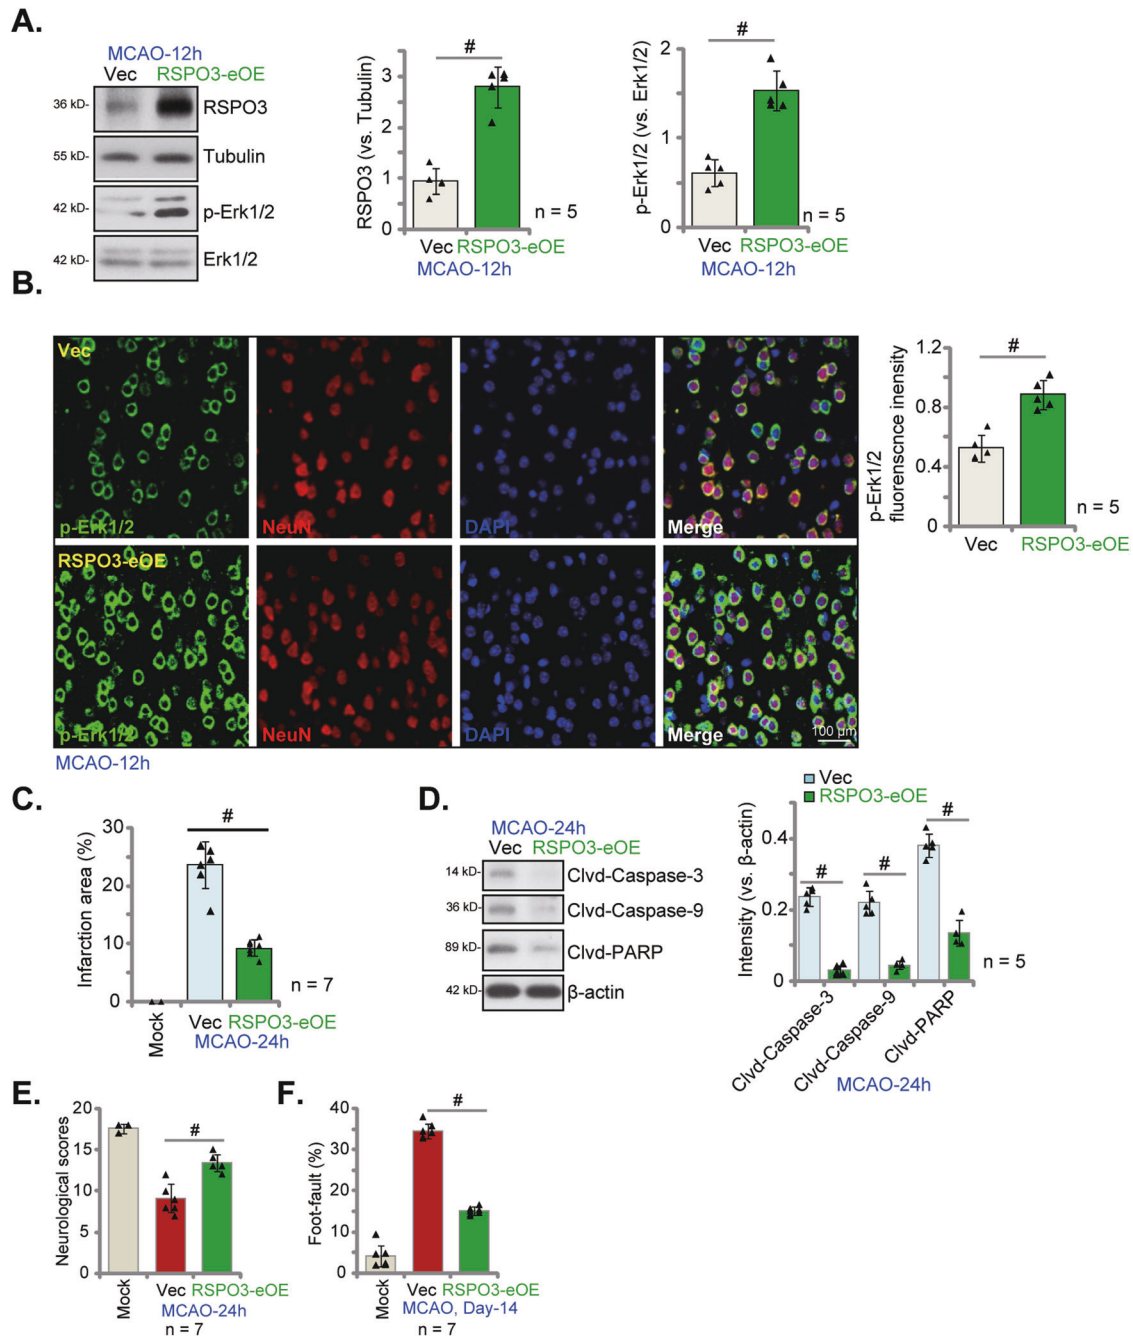 A.
MCAO-12h
Vec RSPO3-eOE
36 kD- RSPO3
55 kD- Tubulin
42 kD- p-Erk1/2
42 kD- Erk1/2
RSPO3 (vs. Tubulin)
3
2
1
0
#
n = 5
Vec RSPO3-eOE
MCAO-12h
p-Erk1/2 (vs. Erk1/2)
2
1
0
#
n = 5
Vec RSPO3-eOE
MCAO-12h
B.
Vec
p-Erk1/2 NeuN DAPI Merge
RSPO3-eOE
p-Erk1/2 NeuN DAPI Merge
100 µm
MCAO-12h
p-Erk1/2
fluorenscnce inensity
1.2
0.8
0.4
0
#
n = 5
Vec RSPO3-eOE
C.
Infarction area (%)
30
20
10
0
#
n = 7
Mock Vec RSPO3-eOE
MCAO-24h
D.
MCAO-24h
Vec RSPO3-eOE
14 kD- Clvd-Caspase-3
36 kD- Clvd-Caspase-9
89 kD- Clvd-PARP
42 kD- β-actin
Vec
RSPO3-eOE
Intensity (vs. β-actin)
0.4
0.2
0
# # #
n = 5
Clvd-Caspase-3
Clvd-Caspase-9
Clvd-PARP
MCAO-24h
E.
Neurological scores
20
15
10
5
0
#
Mock Vec RSPO3-eOE
MCAO-24h
n = 7
F.
Foot-fault (%)
40
30
20
10
0
#
Mock Vec RSPO3-eOE
MCAO, Day-14
n = 7